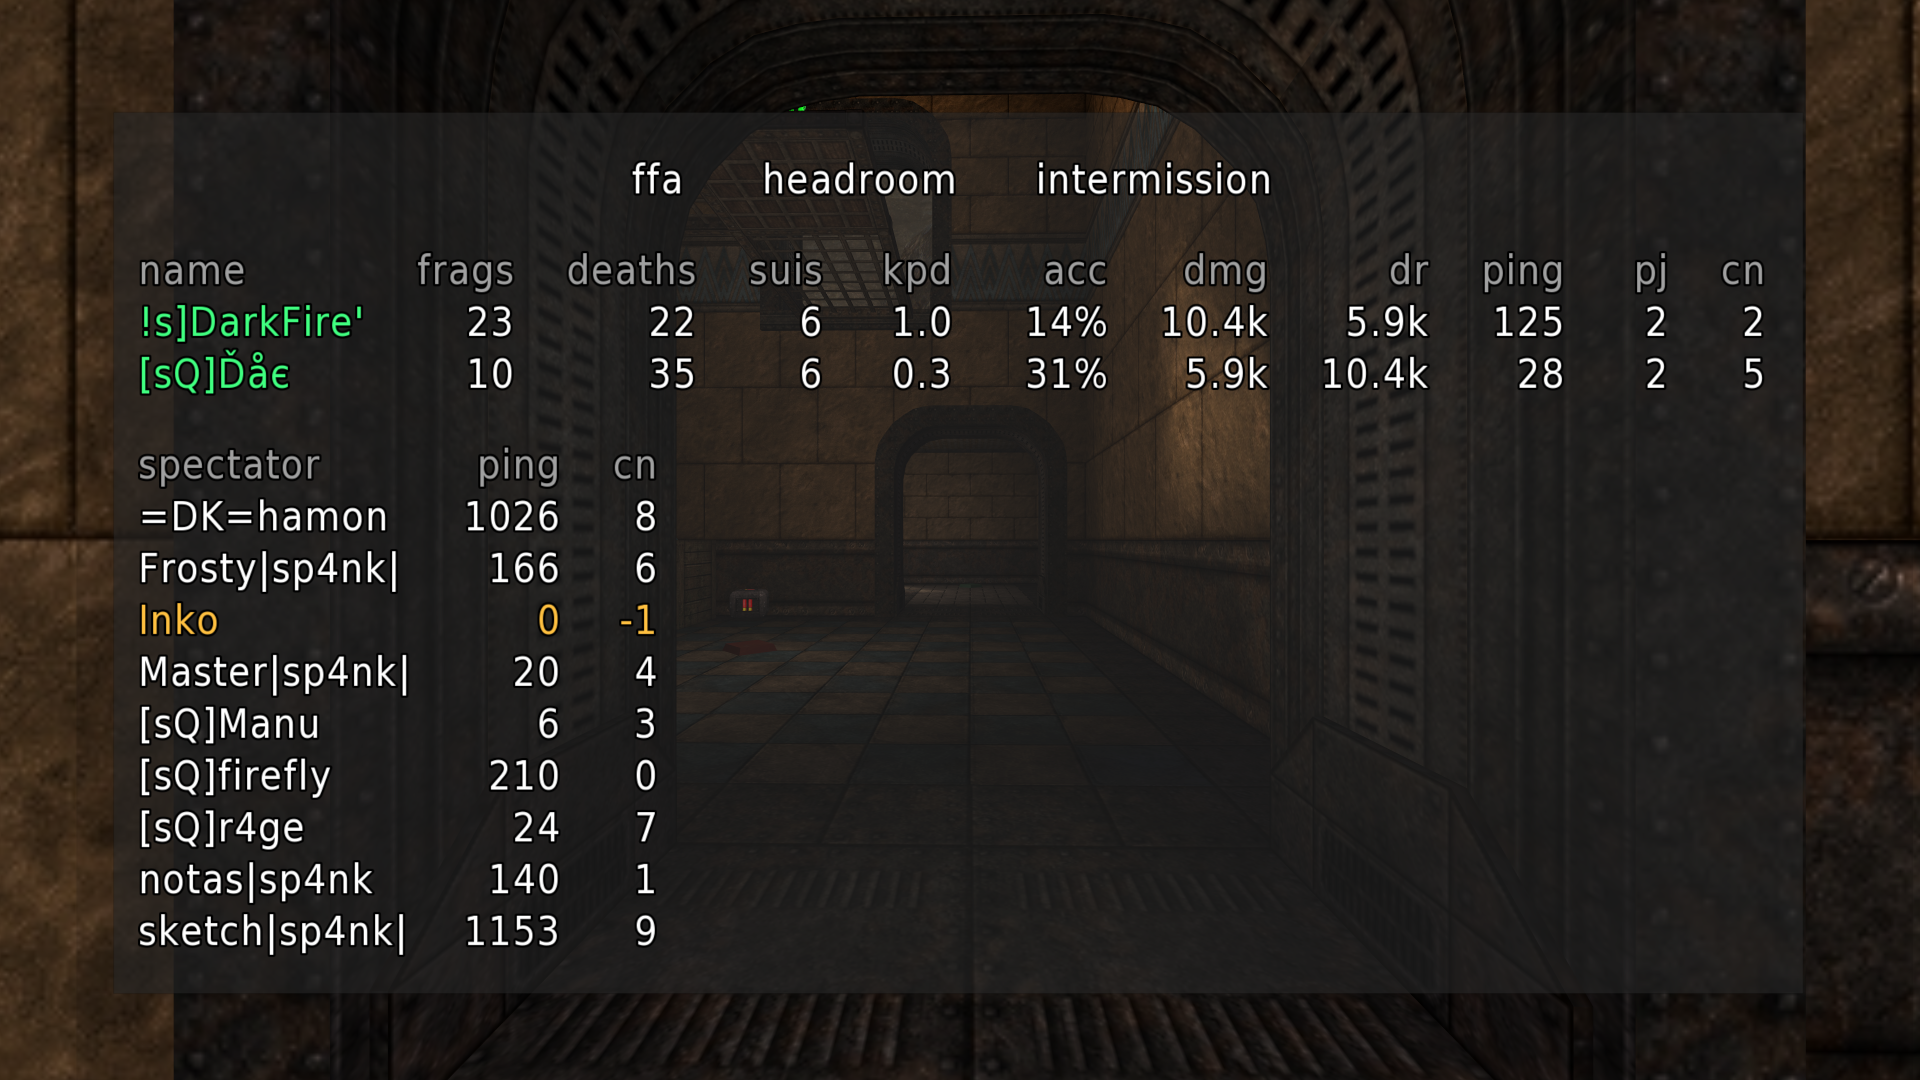 ffa headroom intermission
name frags deaths suis kpd acc dmg dr ping pj cn
!s]DarkFire' 23 22 6 1.0 14% 10.4k 5.9k 125 2 2
[sQ]Ďåє 10 35 6 0.3 31% 5.9k 10.4k 28 2 5
spectator ping cn
=DK=hamon 1026 8
Frosty|sp4nk| 166 6
Inko 0 -1
Master|sp4nk| 20 4
[sQ]Manu 6 3
[sQ]firefly 210 0
[sQ]r4ge 24 7
notas|sp4nk 140 1
sketch|sp4nk| 1153 9